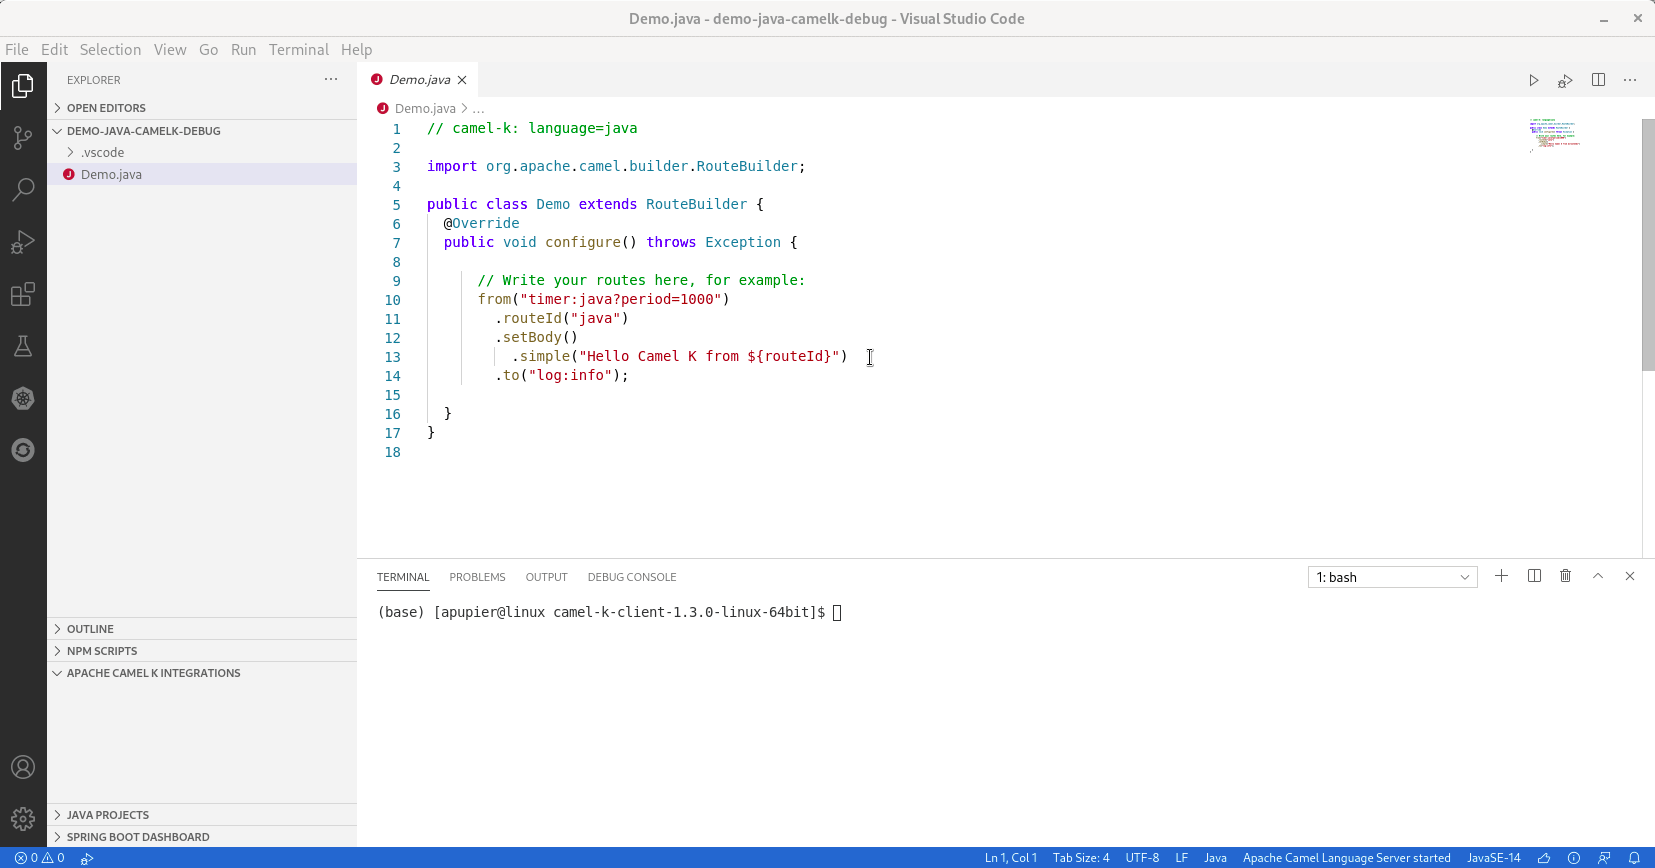 Demo.java - demo-java-camelk-debug - Visual Studio Code
File Edit Selection View Go Run Terminal Help
EXPLORER
OPEN EDITORS
DEMO-JAVA-CAMELK-DEBUG
.vscode
J Demo.java
OUTLINE
NPM SCRIPTS
APACHE CAMEL K INTEGRATIONS
JAVA PROJECTS
SPRING BOOT DASHBOARD
J Demo.java
J Demo.java > ...
1 // camel-k: language=java
2
3 import org.apache.camel.builder.RouteBuilder;
4
5 public class Demo extends RouteBuilder {
6 @Override
7 public void configure() throws Exception {
8
9 // Write your routes here, for example:
10 from("timer:java?period=1000")
11 .routeId("java")
12 .setBody()
13 .simple("Hello Camel K from ${routeId}")
14 .to("log:info");
15
16 }
17 }
18
TERMINAL PROBLEMS OUTPUT DEBUG CONSOLE 1: bash
(base) [apupier@linux camel-k-client-1.3.0-linux-64bit]$
0 0 Ln 1, Col 1 Tab Size: 4 UTF-8 LF Java Apache Camel Language Server started JavaSE-14